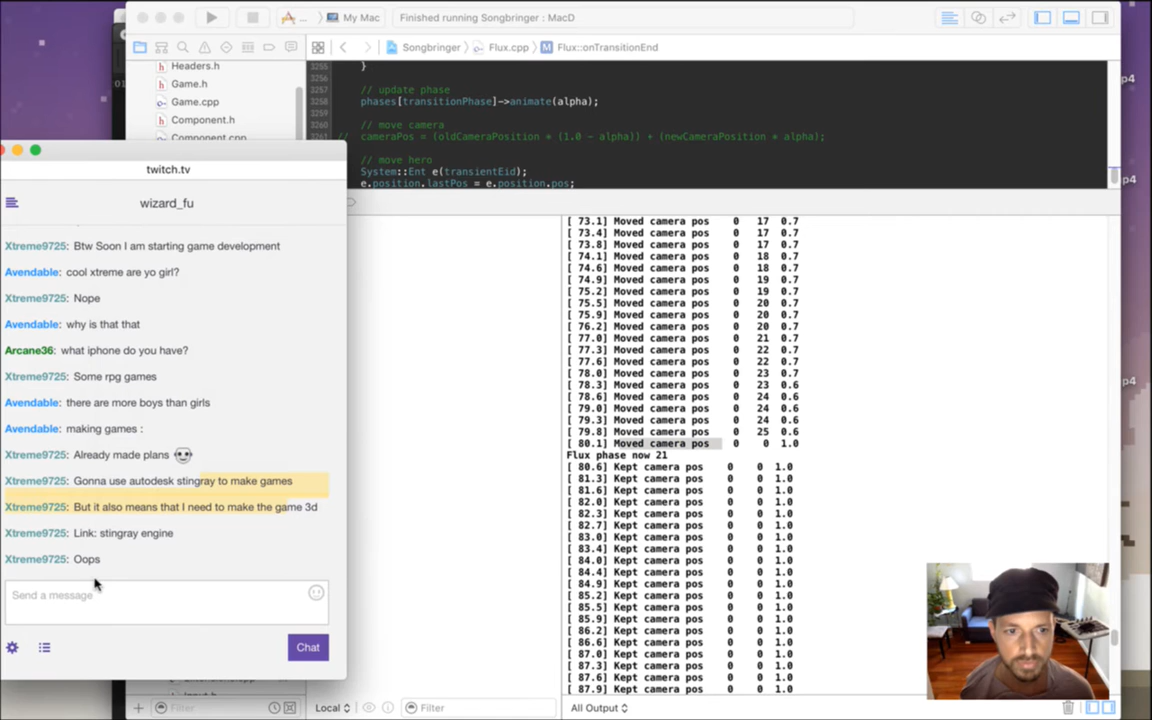 My Mac
Finished running Songbringer : MacD
Songbringer
Flux.cpp
Flux::onTransitionEnd
Headers.h
Game.h
Game.cpp
Component.h
Component.cpp
3255 }
3256
3257 // update phase
3258 phases[transitionPhase]->animate(alpha);
3259
3260 // move camera
3261 // cameraPos = (oldCameraPosition + (1.0 - alpha)) + (newCameraPosition + alpha);
// move hero
System::Ent e(transientEid);
e.position.lastPos = e.position.pos;
twitch.tv
wizard_fu
Xtreme9725: Btw Soon I am starting game development
Avendable: cool xtreme are yo girl?
Xtreme9725: Nope
Avendable: why is that that
Arcane36: what iphone do you have?
Xtreme9725: Some rpg games
Avendable: there are more boys than girls
Avendable: making games :
Xtreme9725: Already made plans
Xtreme9725: Gonna use autodesk stingray to make games
Xtreme9725: But it also means that I need to make the game 3d
Xtreme9725: Link: stingray engine
Xtreme9725: Oops
Send a message
Chat
[ 73.1] Moved camera pos 0 17 0.7
[ 73.4] Moved camera pos 0 17 0.7
[ 73.8] Moved camera pos 0 17 0.7
[ 74.1] Moved camera pos 0 18 0.7
[ 74.6] Moved camera pos 0 18 0.7
[ 74.9] Moved camera pos 0 19 0.7
[ 75.2] Moved camera pos 0 19 0.7
[ 75.5] Moved camera pos 0 20 0.7
[ 75.9] Moved camera pos 0 20 0.7
[ 76.2] Moved camera pos 0 20 0.7
[ 77.0] Moved camera pos 0 21 0.7
[ 77.3] Moved camera pos 0 22 0.7
[ 77.6] Moved camera pos 0 22 0.7
[ 78.0] Moved camera pos 0 23 0.7
[ 78.3] Moved camera pos 0 23 0.6
[ 78.6] Moved camera pos 0 24 0.6
[ 79.0] Moved camera pos 0 24 0.6
[ 79.3] Moved camera pos 0 24 0.6
[ 79.8] Moved camera pos 0 25 0.6
[ 80.1] Moved camera pos 0 0 1.0
Flux phase now 21
[ 80.6] Kept camera pos 0 0 1.0
[ 81.3] Kept camera pos 0 0 1.0
[ 81.6] Kept camera pos 0 0 1.0
[ 82.0] Kept camera pos 0 0 1.0
[ 82.3] Kept camera pos 0 0 1.0
[ 82.7] Kept camera pos 0 0 1.0
[ 83.0] Kept camera pos 0 0 1.0
[ 83.4] Kept camera pos 0 0 1.0
[ 84.0] Kept camera pos 0 0 1.0
[ 84.4] Kept camera pos 0 0 1.0
[ 84.9] Kept camera pos 0 0 1.0
[ 85.2] Kept camera pos 0 0 1.0
[ 85.5] Kept camera pos 0 0 1.0
[ 85.9] Kept camera pos 0 0 1.0
[ 86.2] Kept camera pos 0 0 1.0
[ 86.6] Kept camera pos 0 0 1.0
[ 87.0] Kept camera pos 0 0 1.0
[ 87.3] Kept camera pos 0 0 1.0
[ 87.6] Kept camera pos 0 0 1.0
[ 87.9] Kept camera pos 0 0 1.0
Filter
Local
Filter
All Output
p4
p4
p4